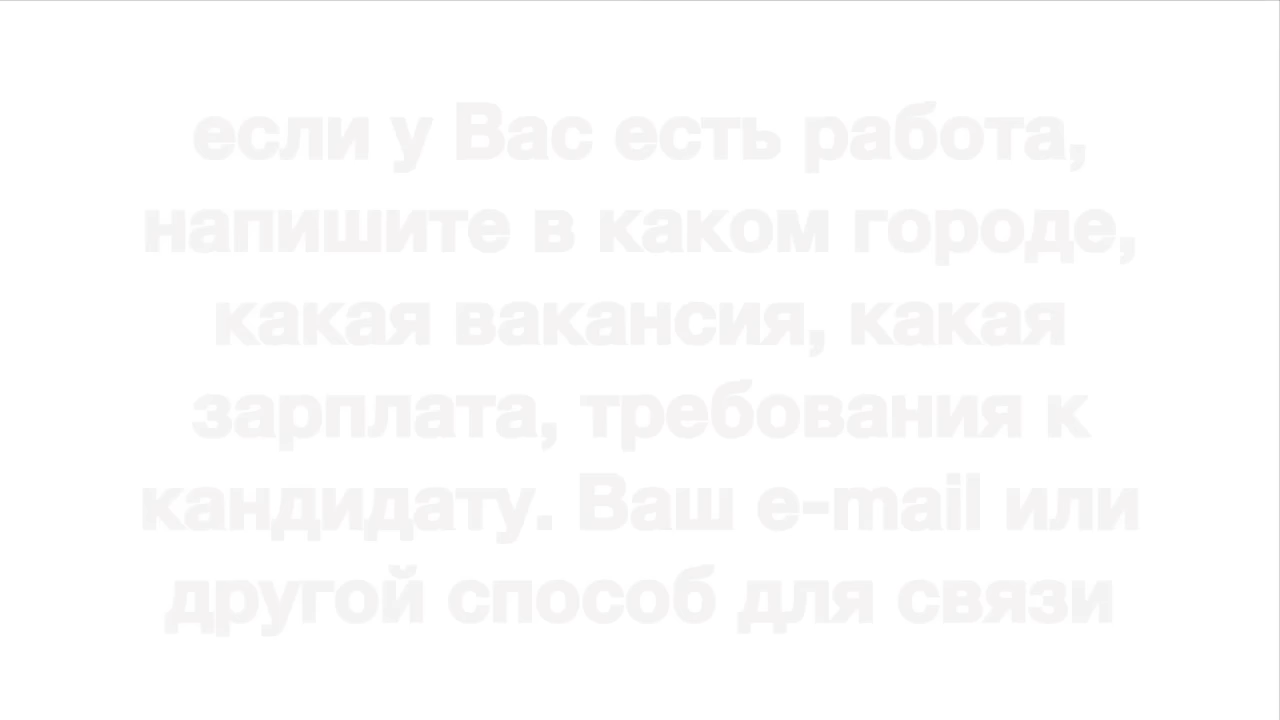 если у Вас есть работа,
напишите в каком городе,
какая вакансия, какая
зарплата, требования к
кандидату. Ваш e-mail или
другой способ для связи